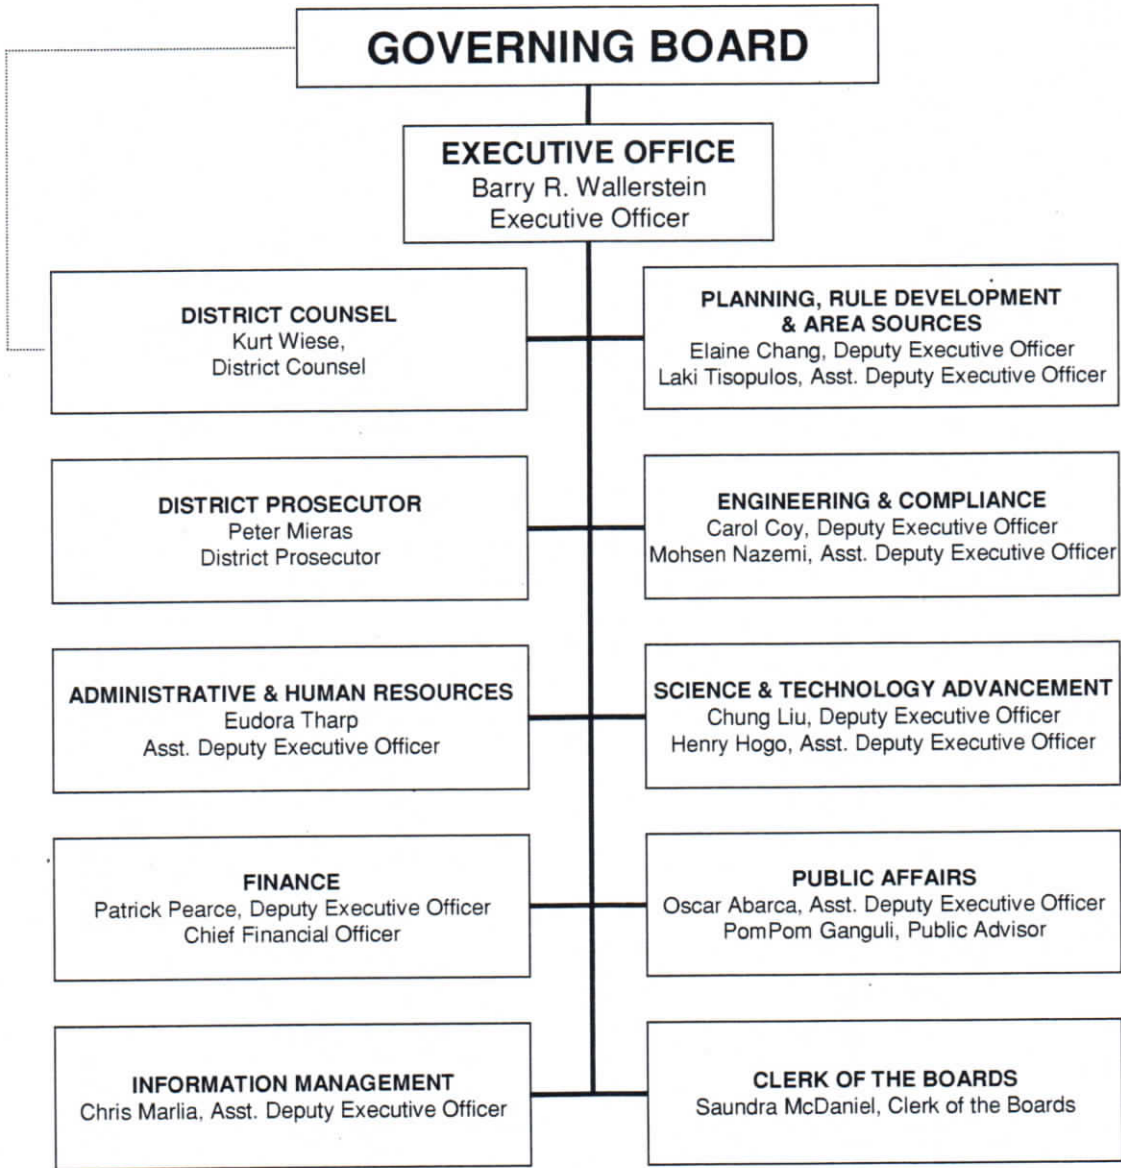 GOVERNING BOARD
EXECUTIVE OFFICE
Barry R. Wallerstein
Executive Officer
DISTRICT COUNSEL
Kurt Wiese,
District Counsel
PLANNING, RULE DEVELOPMENT
& AREA SOURCES
Elaine Chang, Deputy Executive Officer
Laki Tisopulos, Asst. Deputy Executive Officer
DISTRICT PROSECUTOR
Peter Mieras
District Prosecutor
ENGINEERING & COMPLIANCE
Carol Coy, Deputy Executive Officer
Mohsen Nazemi, Asst. Deputy Executive Officer
ADMINISTRATIVE & HUMAN RESOURCES
Eudora Tharp
Asst. Deputy Executive Officer
SCIENCE & TECHNOLOGY ADVANCEMENT
Chung Liu, Deputy Executive Officer
Henry Hogo, Asst. Deputy Executive Officer
FINANCE
Patrick Pearce, Deputy Executive Officer
Chief Financial Officer
PUBLIC AFFAIRS
Oscar Abarca, Asst. Deputy Executive Officer
PomPom Ganguli, Public Advisor
INFORMATION MANAGEMENT
Chris Marlia, Asst. Deputy Executive Officer
CLERK OF THE BOARDS
Saundra McDaniel, Clerk of the Boards